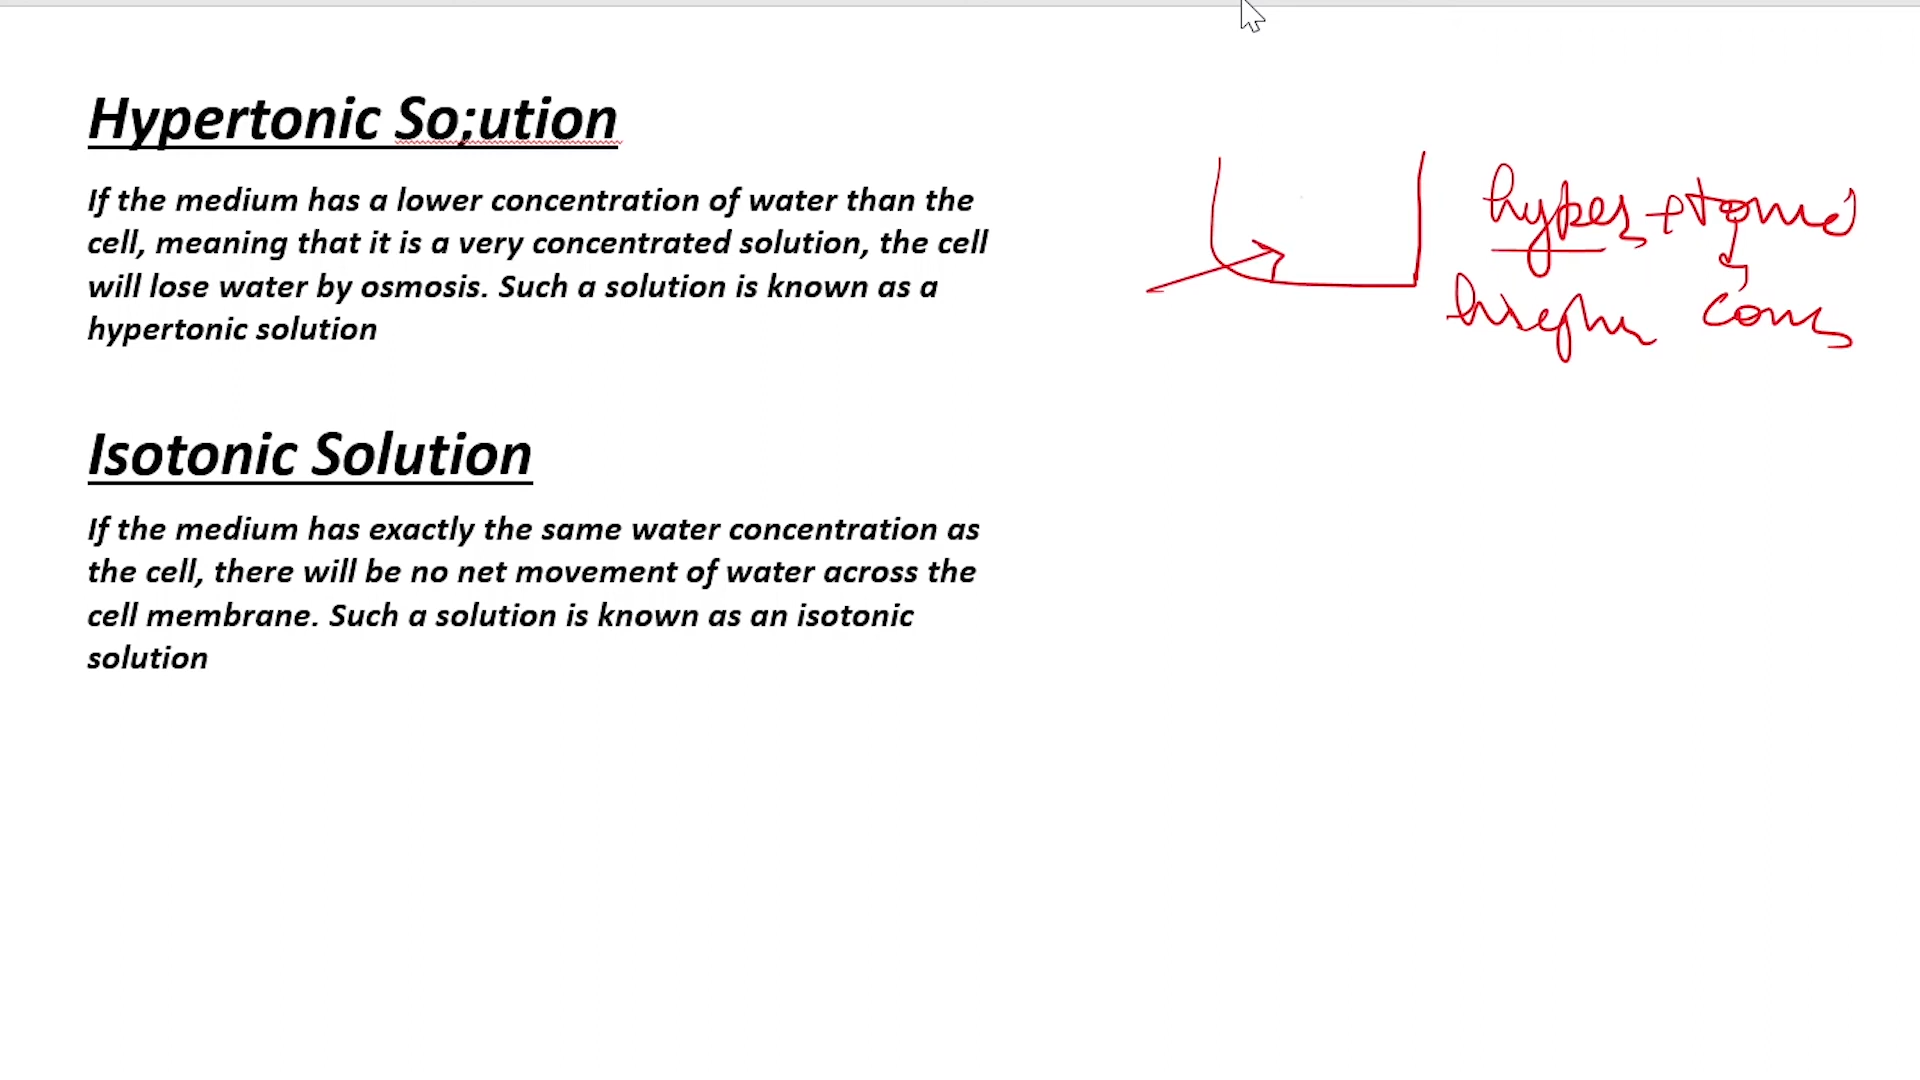 Hypertonic So;ution
If the medium has a lower concentration of water than the
cell, meaning that it is a very concentrated solution, the cell
will lose water by osmosis. Such a solution is known as a
hypertonic solution
hyper + tonic
higher conc
Isotonic Solution
If the medium has exactly the same water concentration as
the cell, there will be no net movement of water across the
cell membrane. Such a solution is known as an isotonic
solution